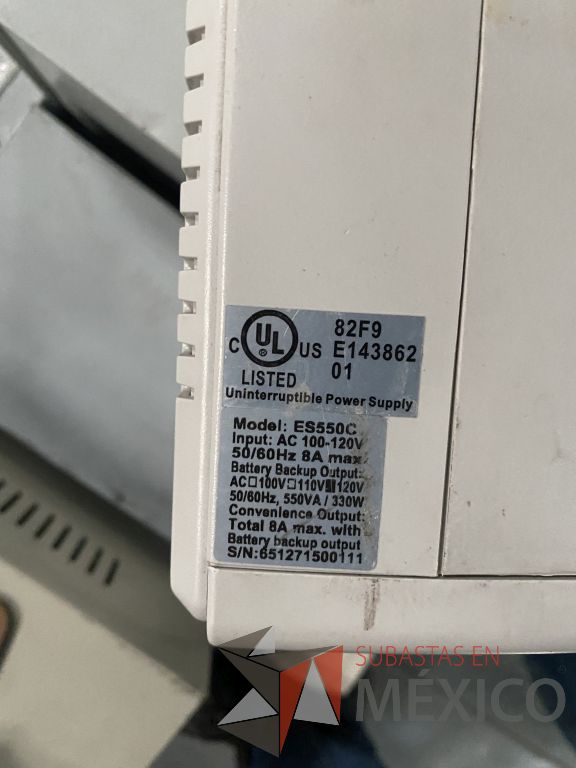 C UL ® US
LISTED
82F9
E143862
01
Uninterruptible Power Supply
Model: ES550C
Input: AC 100-120V
50/60Hz 8A max.
Battery Backup Output:
AC□100V□110V■120V
50/60Hz, 550VA / 330W
Convenience Output:
Total 8A max. with
Battery backup output
S/N:651271500111
SUBASTAS EN
MÉXICO